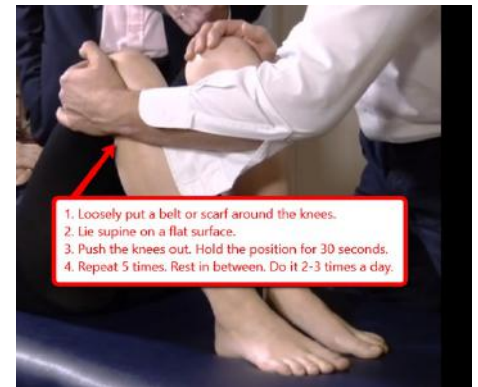 1. Loosely put a belt or scarf around the knees.
2. Lie supine on a flat surface.
3. Push the knees out. Hold the position for 30 seconds.
4. Repeat 5 times. Rest in between. Do it 2-3 times a day.